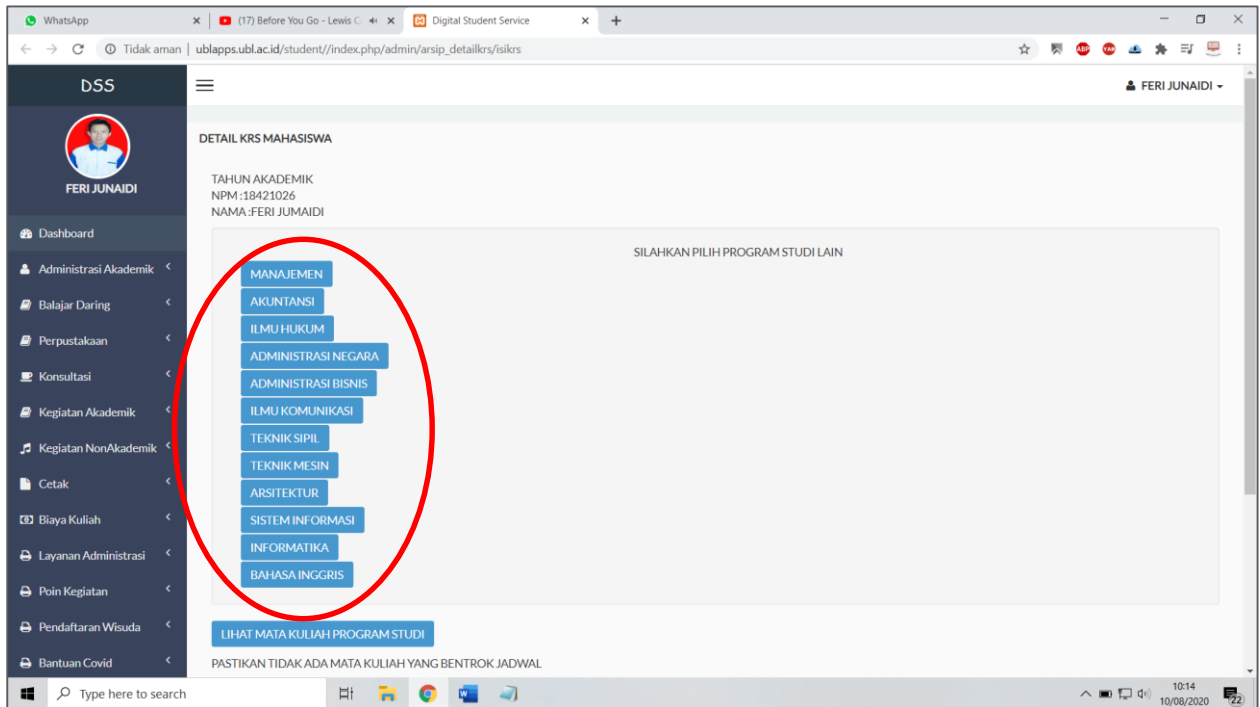 WhatsApp
(17) Before You Go - Lewis C
Digital Student Service
Tidak aman
ublapps.ubl.ac.id/student//index.php/admin/arsip_detailkrs/isikrs
ABP
DSS
FERI JUNAIDI
FERI JUNAIDI
Dashboard
Administrasi Akademik
Balajar Daring
Perpustakaan
Konsultasi
Kegiatan Akademik
Kegiatan NonAkademik
Cetak
Biaya Kuliah
Layanan Administrasi
Poin Kegiatan
Pendaftaran Wisuda
Bantuan Covid
DETAIL KRS MAHASISWA
TAHUN AKADEMIK
NPM :18421026
NAMA :FERI JUMAIDI
SILAHKAN PILIH PROGRAM STUDI LAIN
MANAJEMEN
AKUNTANSI
ILMU HUKUM
ADMINISTRASI NEGARA
ADMINISTRASI BISNIS
ILMU KOMUNIKASI
TEKNIK SIPIL
TEKNIK MESIN
ARSITEKTUR
SISTEM INFORMASI
INFORMATIKA
BAHASA INGGRIS
LIHAT MATA KULIAH PROGRAM STUDI
PASTIKAN TIDAK ADA MATA KULIAH YANG BENTROK JADWAL
Type here to search
10:14
10/08/2020
22